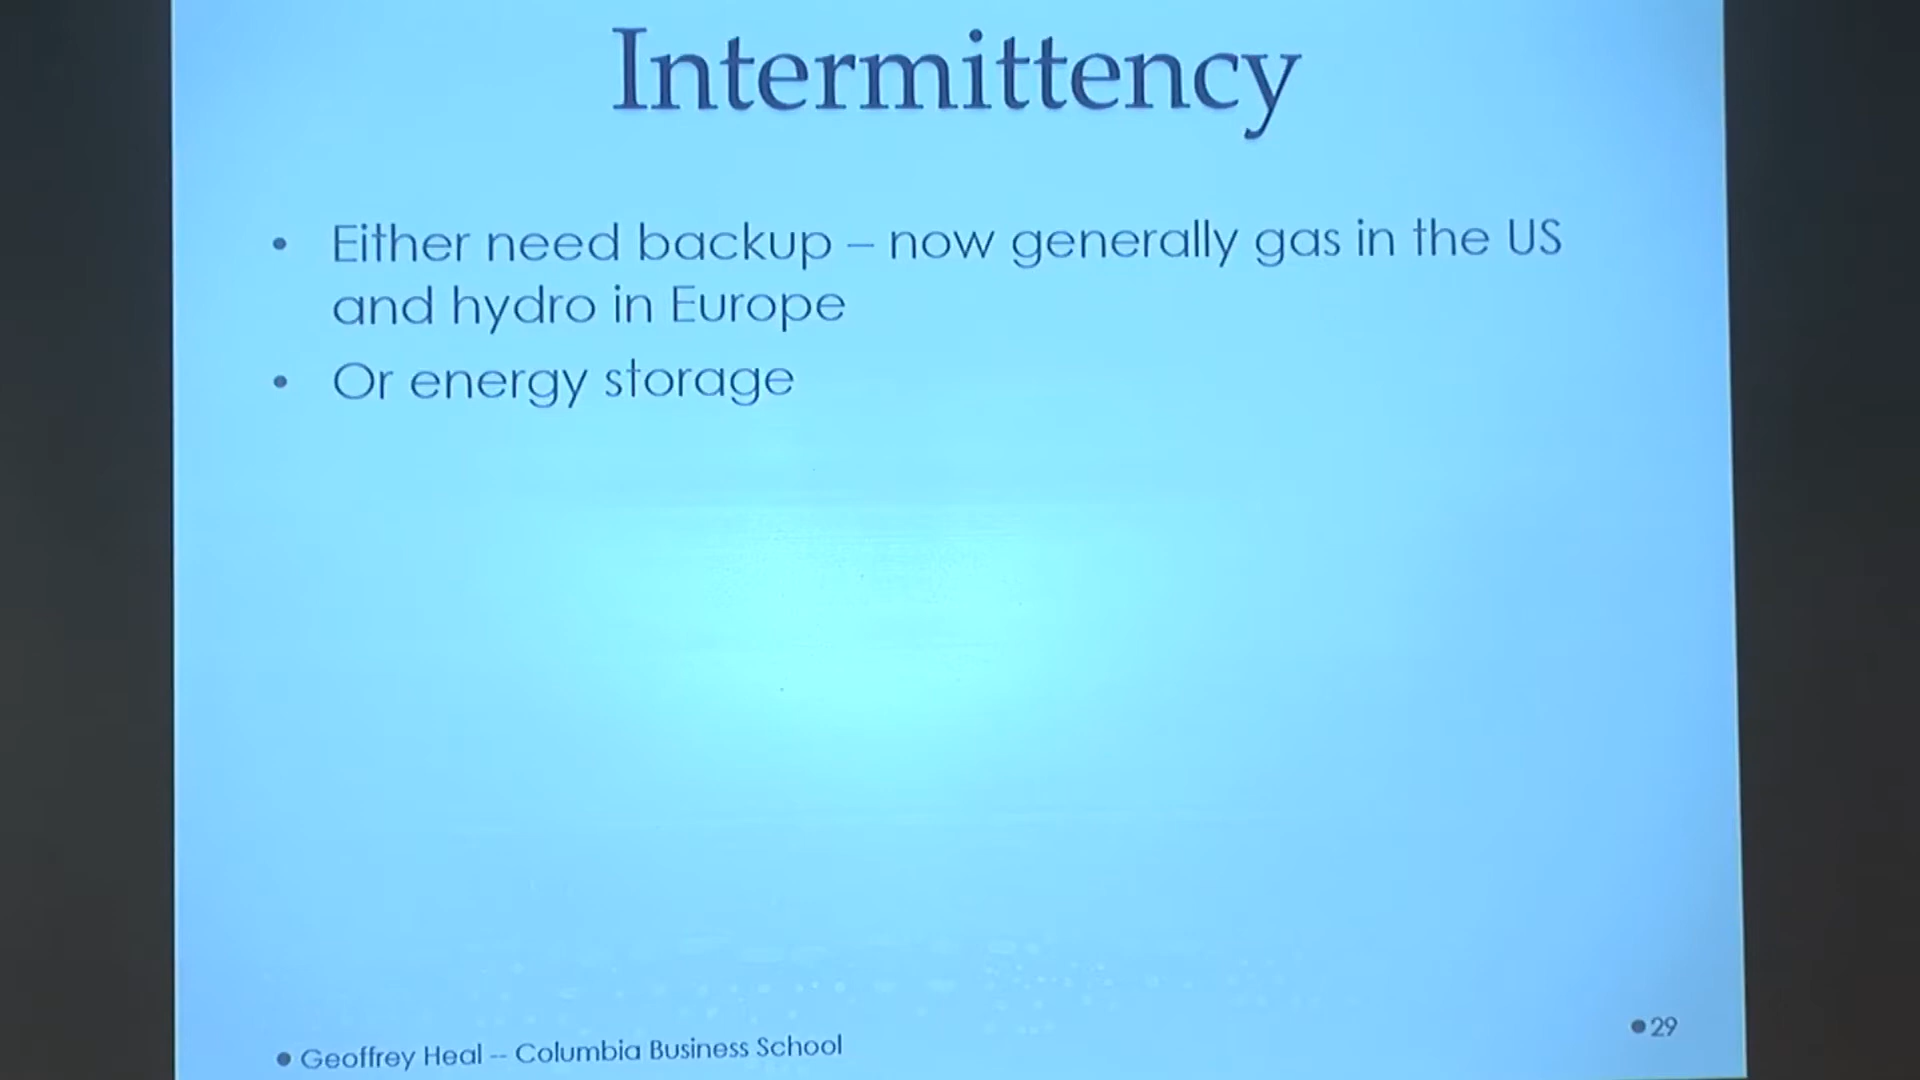 Intermittency
• Either need backup – now generally gas in the US
and hydro in Europe
• Or energy storage
• 29
• Geoffrey Heal -- Columbia Business School